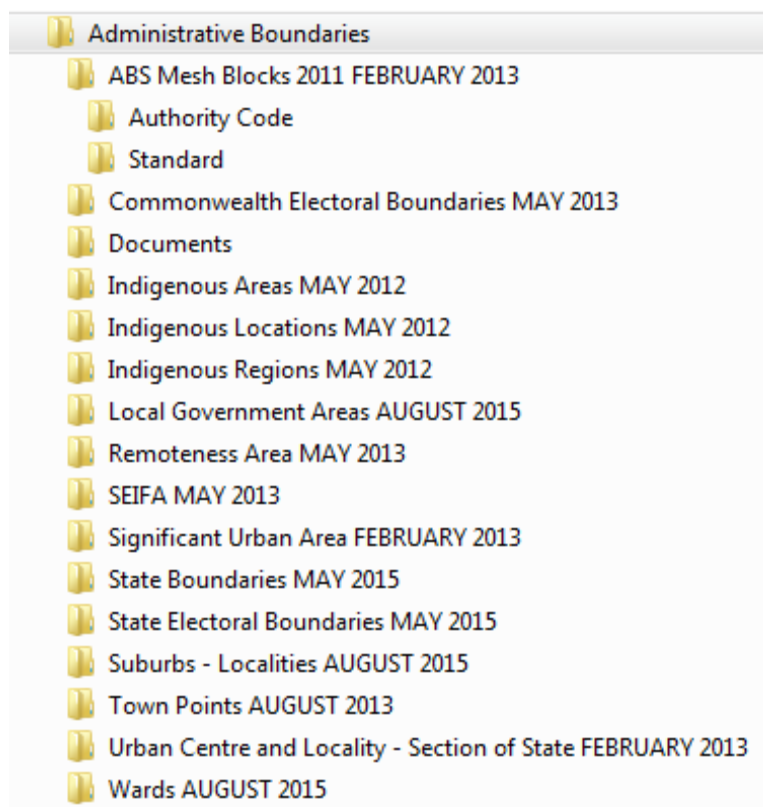 Administrative Boundaries
ABS Mesh Blocks 2011 FEBRUARY 2013
Authority Code
Standard
Commonwealth Electoral Boundaries MAY 2013
Documents
Indigenous Areas MAY 2012
Indigenous Locations MAY 2012
Indigenous Regions MAY 2012
Local Government Areas AUGUST 2015
Remoteness Area MAY 2013
SEIFA MAY 2013
Significant Urban Area FEBRUARY 2013
State Boundaries MAY 2015
State Electoral Boundaries MAY 2015
Suburbs - Localities AUGUST 2015
Town Points AUGUST 2013
Urban Centre and Locality - Section of State FEBRUARY 2013
Wards AUGUST 2015